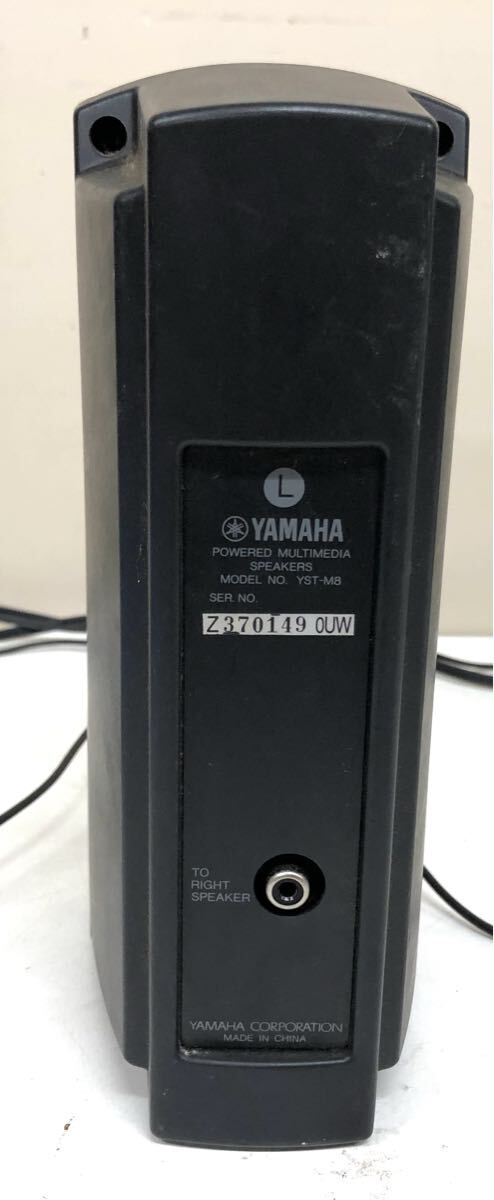 L
YAMAHA
POWERED MULTIMEDIA
SPEAKERS
MODEL NO. YST-M8
SER. NO.
Z370149 0UW
TO
RIGHT
SPEAKER
YAMAHA CORPORATION
MADE IN CHINA